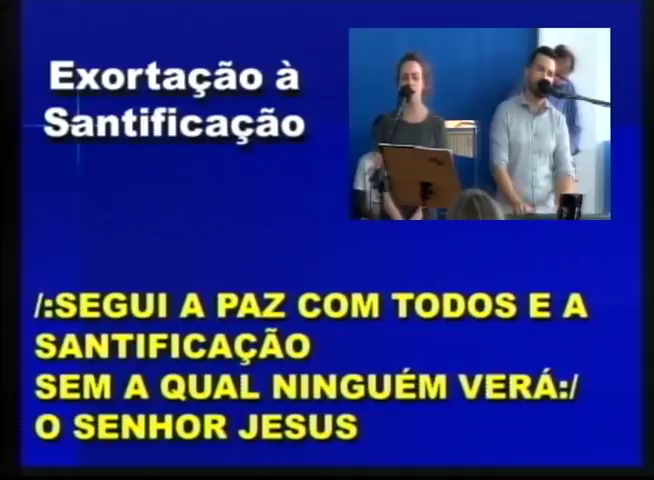 Exortação à
Santificação
/:SEGUI A PAZ COM TODOS E A
SANTIFICAÇÃO
SEM A QUAL NINGUÉM VERÁ:/
O SENHOR JESUS